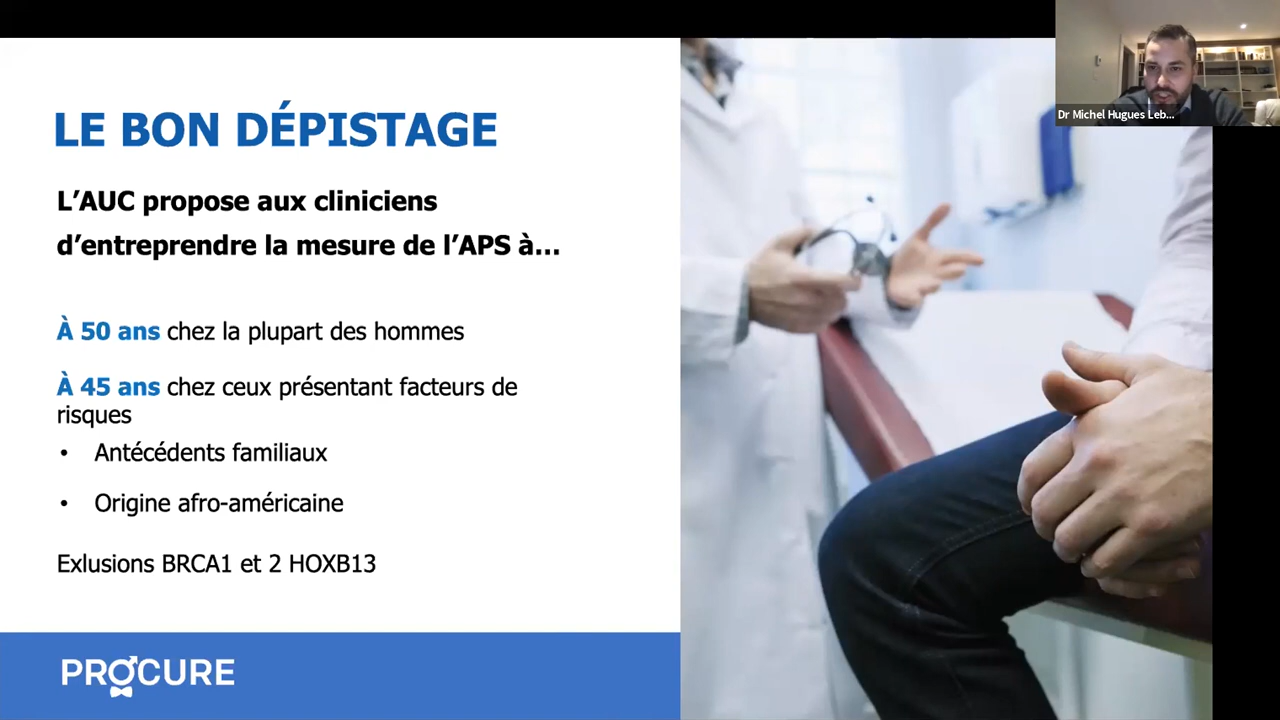 Dr Michel Hugues Leb...
LE BON DÉPISTAGE
L’AUC propose aux cliniciens
d’entreprendre la mesure de l’APS à...
À 50 ans chez la plupart des hommes
À 45 ans chez ceux présentant facteurs de
risques
• Antécédents familiaux
• Origine afro-américaine
Exlusions BRCA1 et 2 HOXB13
PROCURE